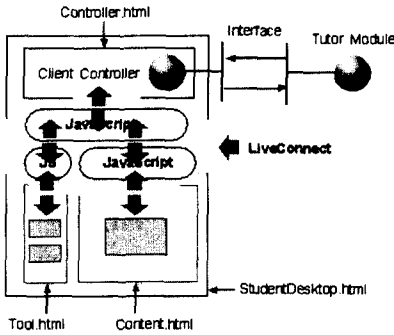 Controller.html
Interface
Tutor Module
Client Controller
JavaScript
JS
JavaScript
LiveConnect
StudentDesktop.html
Tool.html
Content.html